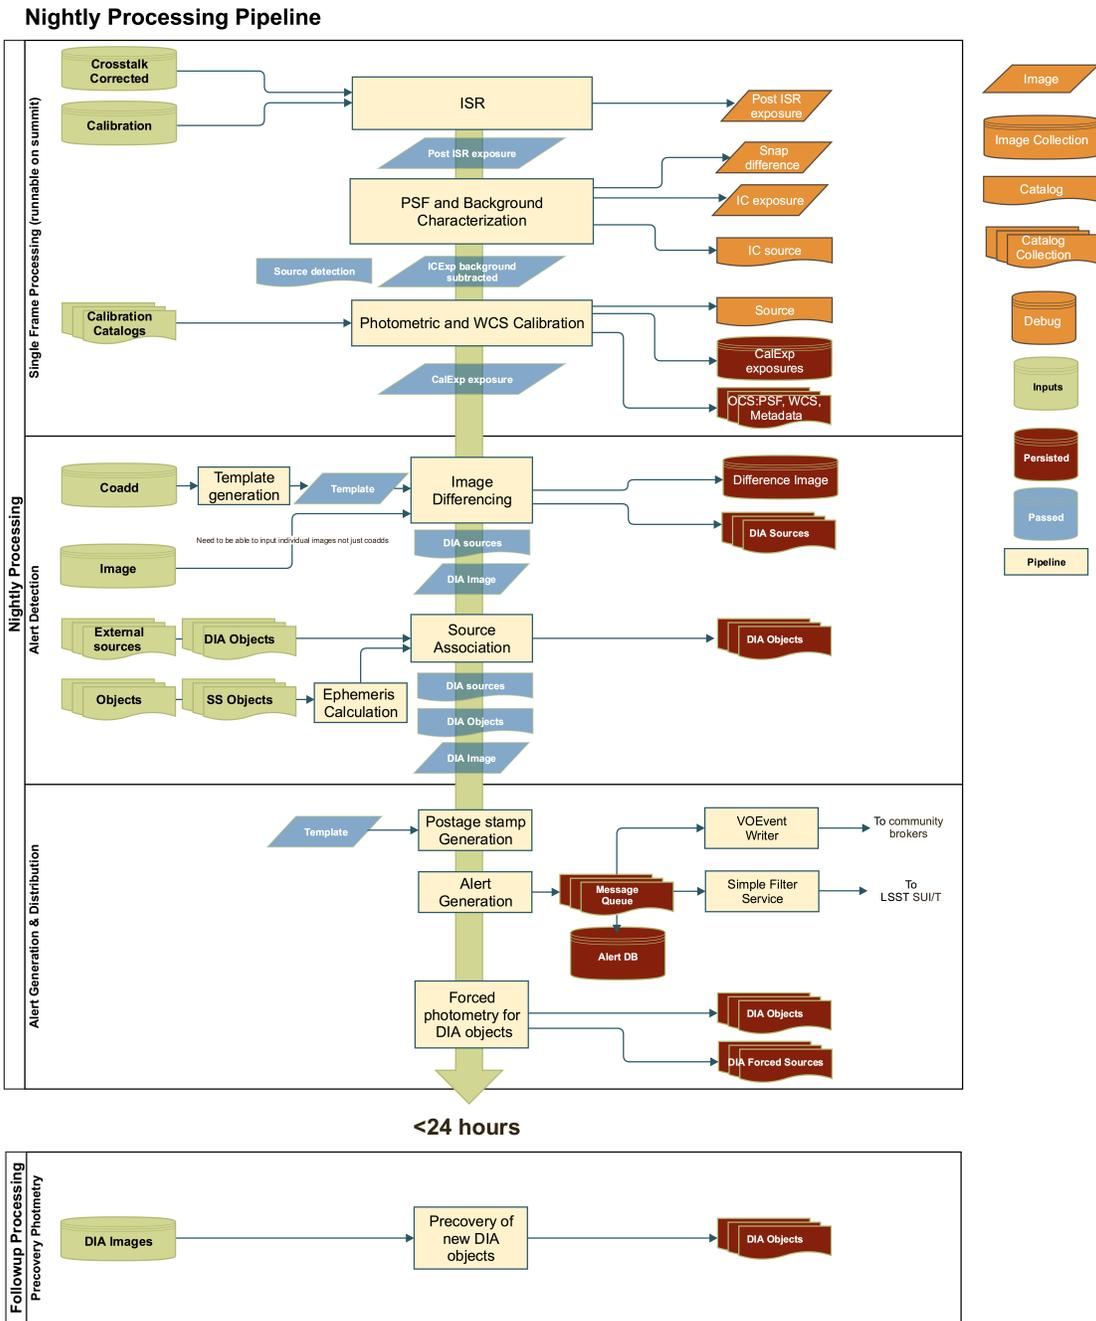 Nightly Processing Pipeline
Nightly Processing
Single Frame Processing (runnable on summit)
Crosstalk
Corrected
Calibration
ISR
Post ISR
exposure
Post ISR exposure
Snap
difference
PSF and Background
Characterization
IC exposure
IC source
Source detection
ICExp background
subtracted
Calibration
Catalogs
Photometric and WCS Calibration
Source
CalExp
exposures
CalExp exposure
OCS:PSF, WCS,
Metadata
Image
Image Collection
Catalog
Catalog
Collection
Debug
Inputs
Persisted
Passed
Pipeline
Alert Detection
Coadd
Template
generation
Template
Image
Differencing
Difference Image
Need to be able to input individual images not just coadds
DIA sources
DIA Sources
Image
DIA Image
External
sources
DIA Objects
Source
Association
DIA Objects
Objects
SS Objects
Ephemeris
Calculation
DIA sources
DIA Objects
DIA Image
Alert Generation & Distribution
Template
Postage stamp
Generation
VOEvent
Writer
To community
brokers
Alert
Generation
Message
Queue
Simple Filter
Service
To
LSST SUI/T
Alert DB
Forced
photometry for
DIA objects
DIA Objects
DIA Forced Sources
<24 hours
Followup Processing
Precovery Photmetry
DIA Images
Precovery of
new DIA
objects
DIA Objects